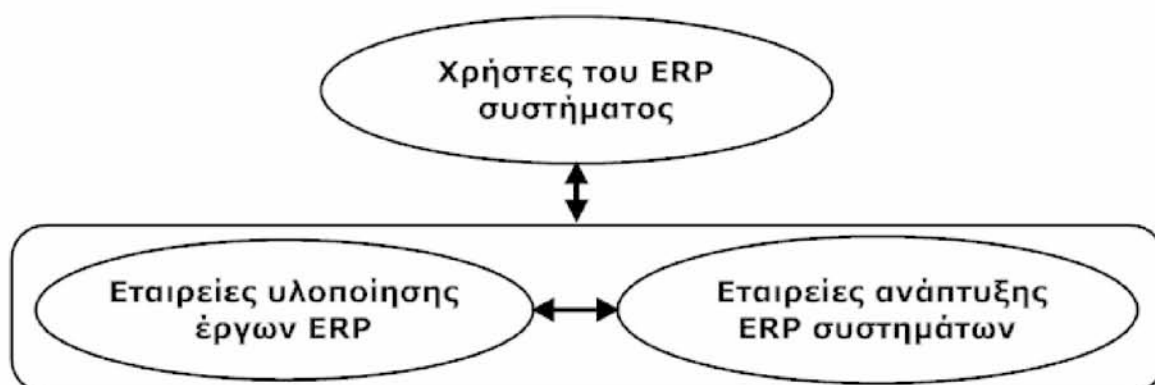 Χρήστες του ERP
συστήματος
Εταιρείες υλοποίησης
έργων ERP
Εταιρείες ανάπτυξης
ERP συστημάτων